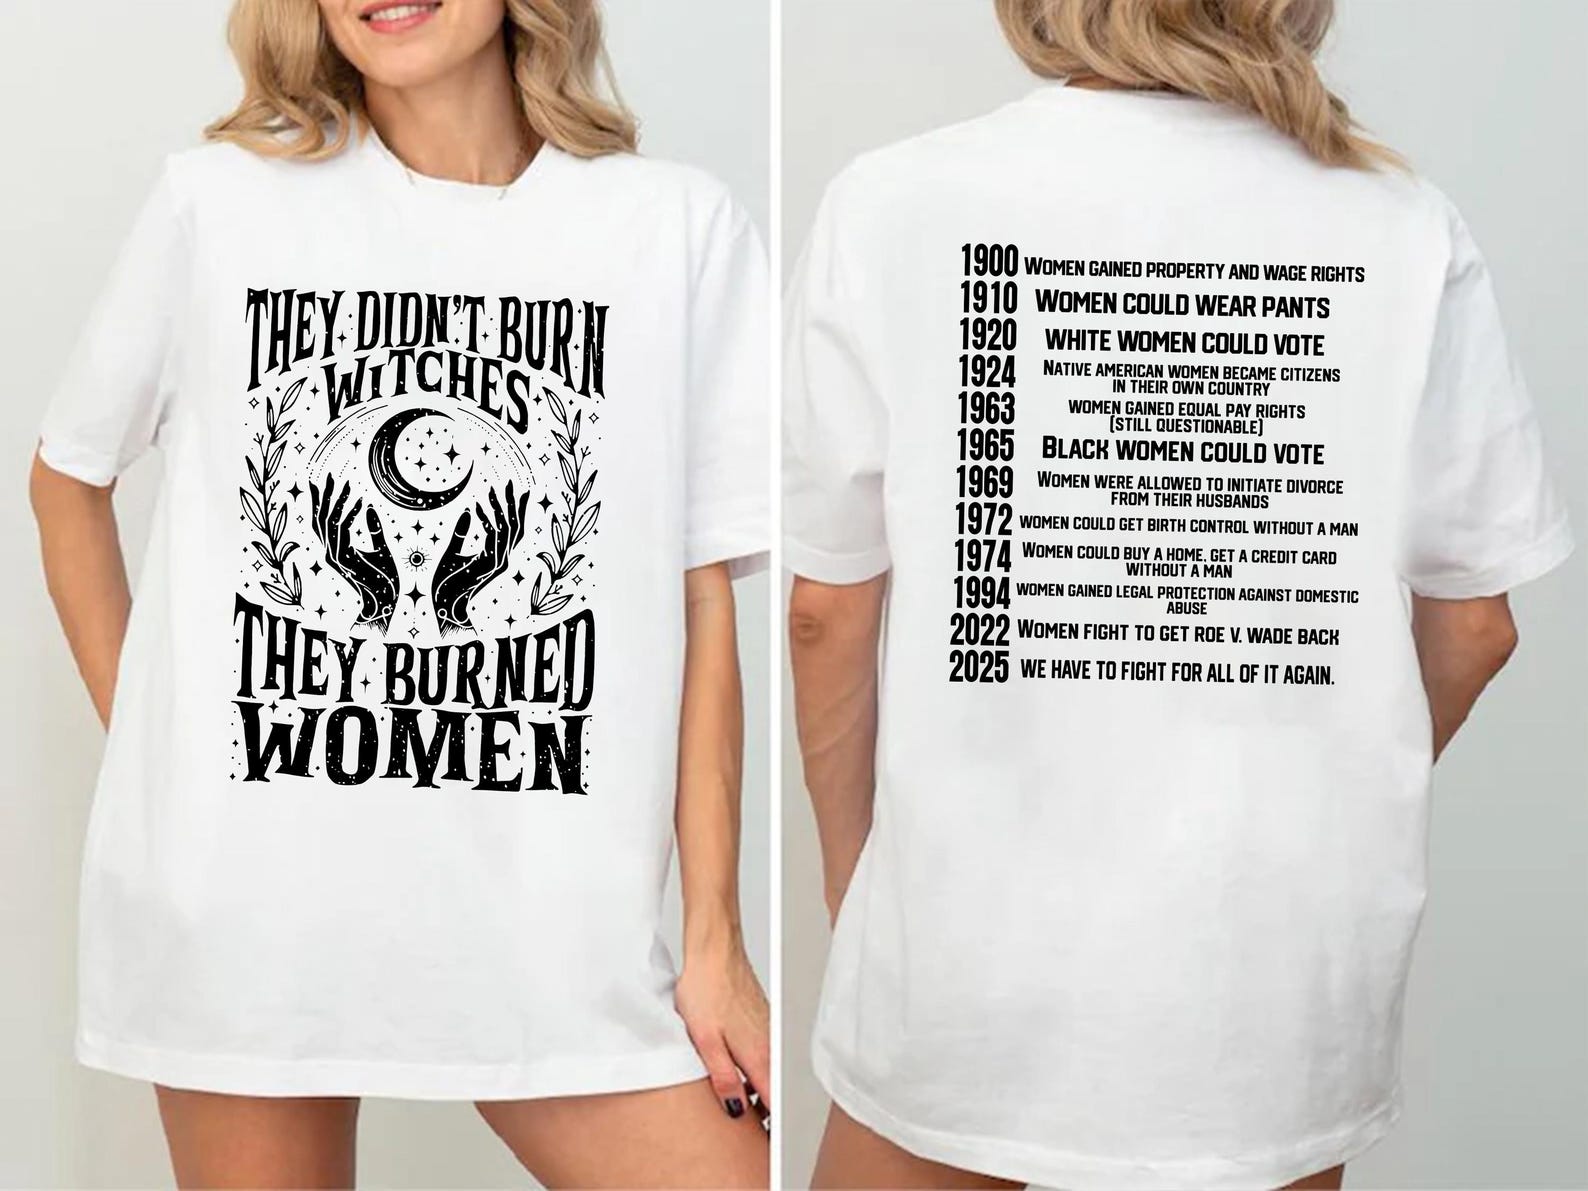 THEY DIDN'T BURN
WITCHES
THEY BURNED
WOMEN
1900 WOMEN GAINED PROPERTY AND WAGE RIGHTS
1910 WOMEN COULD WEAR PANTS
1920 WHITE WOMEN COULD VOTE
1924 NATIVE AMERICAN WOMEN BECAME CITIZENS
IN THEIR OWN COUNTRY
1963 WOMEN GAINED EQUAL PAY RIGHTS
(STILL QUESTIONABLE)
1965 BLACK WOMEN COULD VOTE
1969 WOMEN WERE ALLOWED TO INITIATE DIVORCE
FROM THEIR HUSBANDS
1972 WOMEN COULD GET BIRTH CONTROL WITHOUT A MAN
1974 WOMEN COULD BUY A HOME, GET A CREDIT CARD
WITHOUT A MAN
1994 WOMEN GAINED LEGAL PROTECTION AGAINST DOMESTIC
ABUSE
2022 WOMEN FIGHT TO GET ROE V. WADE BACK
2025 WE HAVE TO FIGHT FOR ALL OF IT AGAIN.